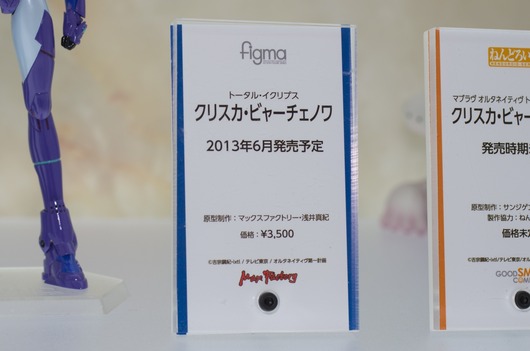 figma
トータル・イクリプス
クリスカ・ビャーチェノワ
2013年6月発売予定
原型制作：マックスファクトリー・浅井真紀
価格：¥3,500
Max Factory
ねんどろい
マブラヴ オルタネイティヴ ト
クリスカ・ビャー
発売時期
原型制作：サンジゲン
製作協力：ねん
価格未定
GOOD SM
COM